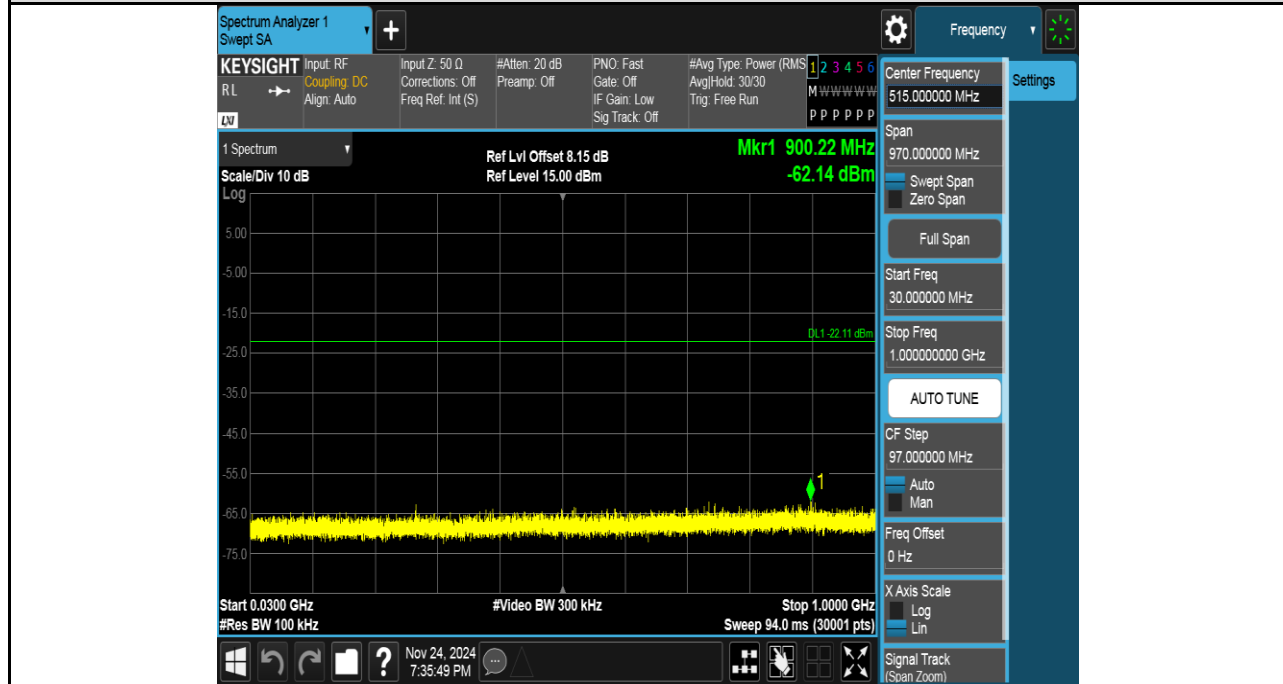 Spectrum Analyzer 1
Swept SA
+
Frequency
KEYSIGHT
RL
LXI
Input: RF
Coupling: DC
Align: Auto
Input Z: 50 Ω
Corrections: Off
Freq Ref: Int (S)
#Atten: 20 dB
Preamp: Off
PNO: Fast
Gate: Off
IF Gain: Low
Sig Track: Off
#Avg Type: Power (RMS
Avg|Hold: 30/30
Trig: Free Run
1 2 3 4 5 6
M W W W W W
P P P P P P
1 Spectrum
Scale/Div 10 dB
Log
Ref Lvl Offset 8.15 dB
Ref Level 15.00 dBm
Mkr1 900.22 MHz
-62.14 dBm
5.00
-5.00
-15.0
DL1 -22.11 dBm
-25.0
-35.0
-45.0
-55.0
1
-65.0
-75.0
Start 0.0300 GHz
#Res BW 100 kHz
#Video BW 300 kHz
Stop 1.0000 GHz
Sweep 94.0 ms (30001 pts)
Nov 24, 2024
7:35:49 PM
?
Center Frequency
515.000000 MHz
Settings
Span
970.000000 MHz
Swept Span
Zero Span
Full Span
Start Freq
30.000000 MHz
Stop Freq
1.000000000 GHz
AUTO TUNE
CF Step
97.000000 MHz
Auto
Man
Freq Offset
0 Hz
X Axis Scale
Log
Lin
Signal Track
(Span Zoom)